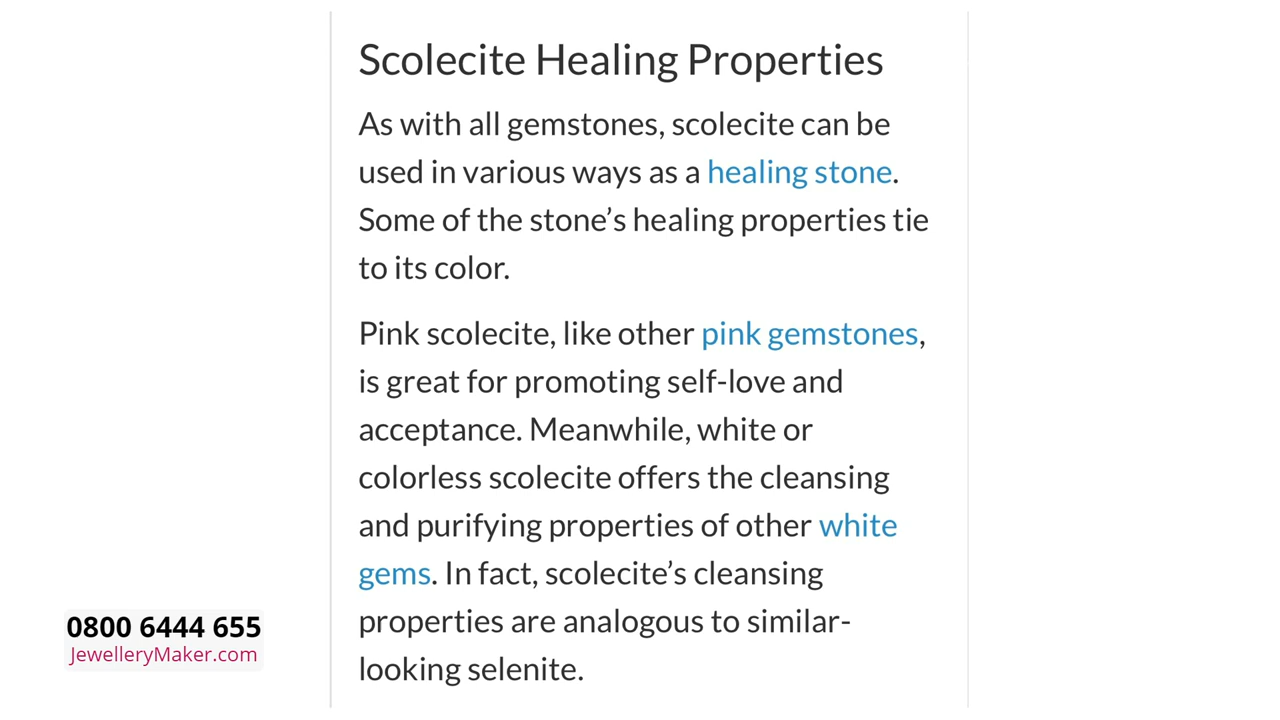 Scolecite Healing Properties
As with all gemstones, scolecite can be
used in various ways as a healing stone.
Some of the stone’s healing properties tie
to its color.
Pink scolecite, like other pink gemstones,
is great for promoting self-love and
acceptance. Meanwhile, white or
colorless scolecite offers the cleansing
and purifying properties of other white
gems. In fact, scolecite’s cleansing
properties are analogous to similar-
looking selenite.
0800 6444 655
JewelleryMaker.com